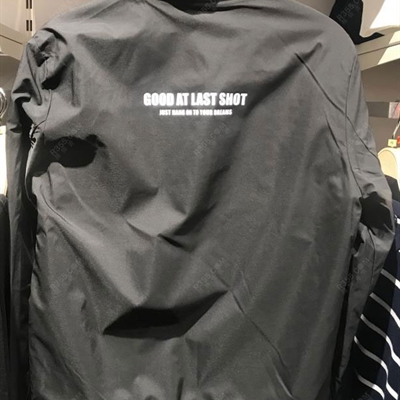 GOOD AT LAST SHOT
JUST HANG ON TO YOUR DREAMS